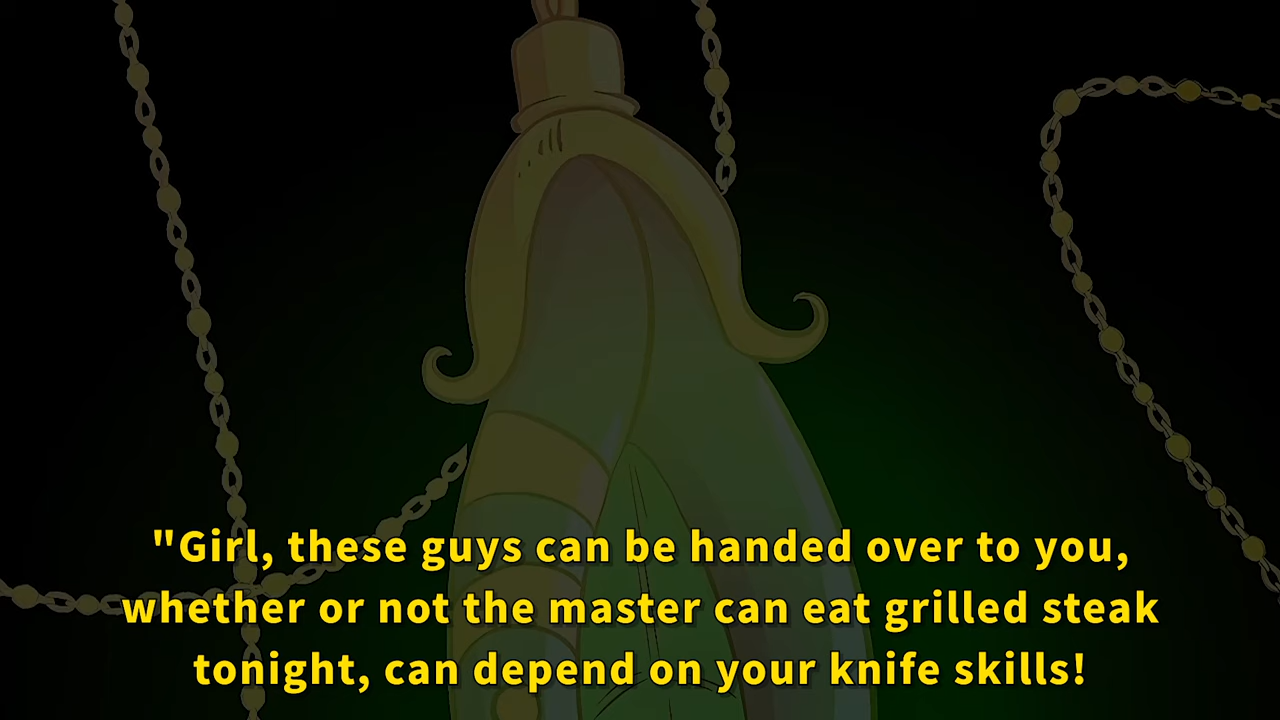 "Girl, these guys can be handed over to you,
whether or not the master can eat grilled steak
tonight, can depend on your knife skills!